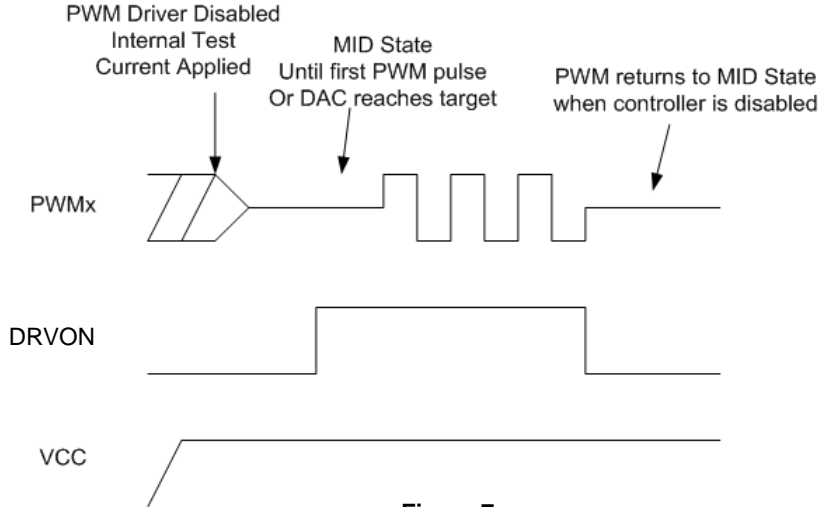 PWM Driver Disabled
Internal Test
Current Applied
MID State
Until first PWM pulse
Or DAC reaches target
PWM returns to MID State
when controller is disabled
PWMx
DRVON
VCC